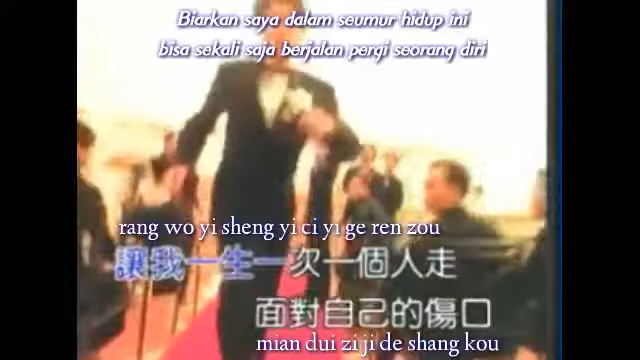 Biarkan saya dalam seumur hidup ini
bisa sekali saja berjalan pergi seorang diri
rang wo yi sheng yi ci yi ge ren zou
讓我一生一次一個人走
面對自己的傷口
mian dui zi ji de shang kou